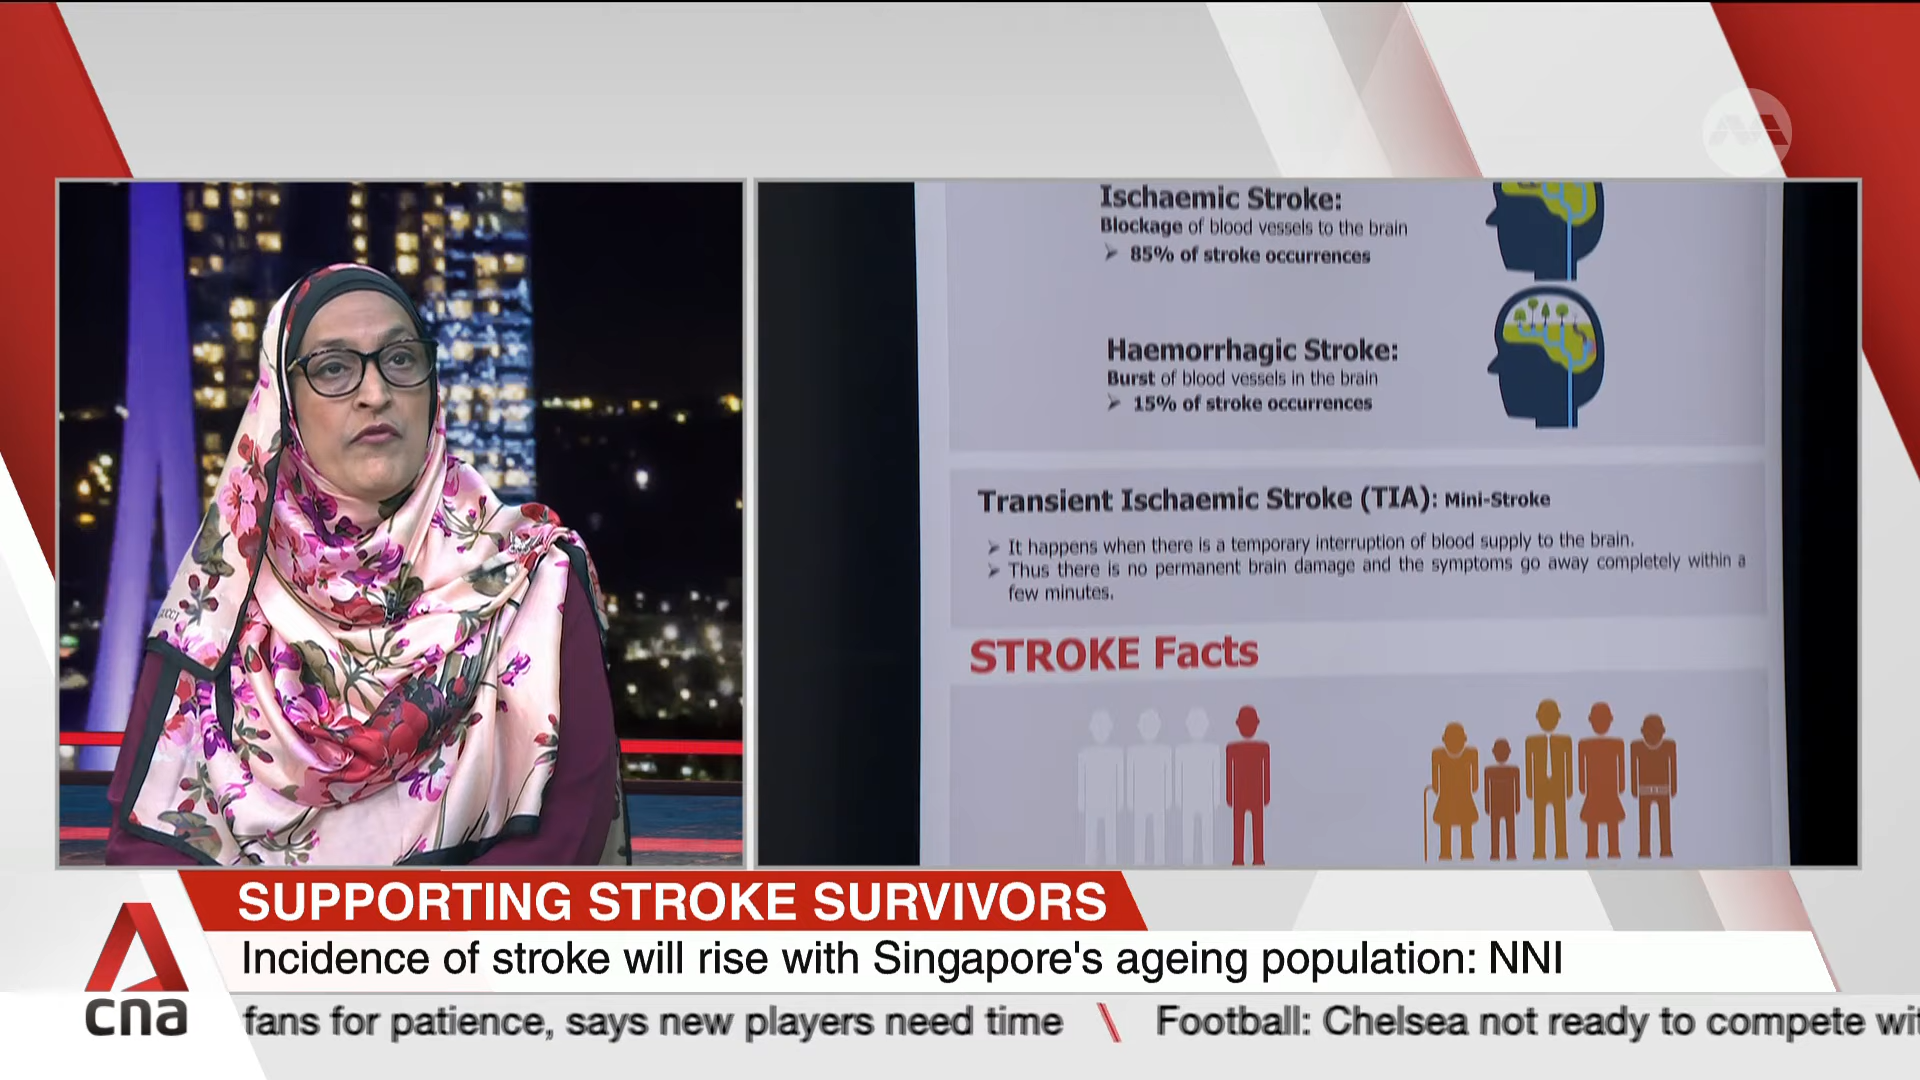 Ischaemic Stroke:
Blockage of blood vessels to the brain
➢ 85% of stroke occurrences
Haemorrhagic Stroke:
Burst of blood vessels in the brain
➢ 15% of stroke occurrences
Transient Ischaemic Stroke (TIA): Mini-Stroke
➢ It happens when there is a temporary interruption of blood supply to the brain.
➢ Thus there is no permanent brain damage and the symptoms go away completely within a
few minutes.
STROKE Facts
SUPPORTING STROKE SURVIVORS
Incidence of stroke will rise with Singapore's ageing population: NNI
cna
fans for patience, says new players need time \ Football: Chelsea not ready to compete wit